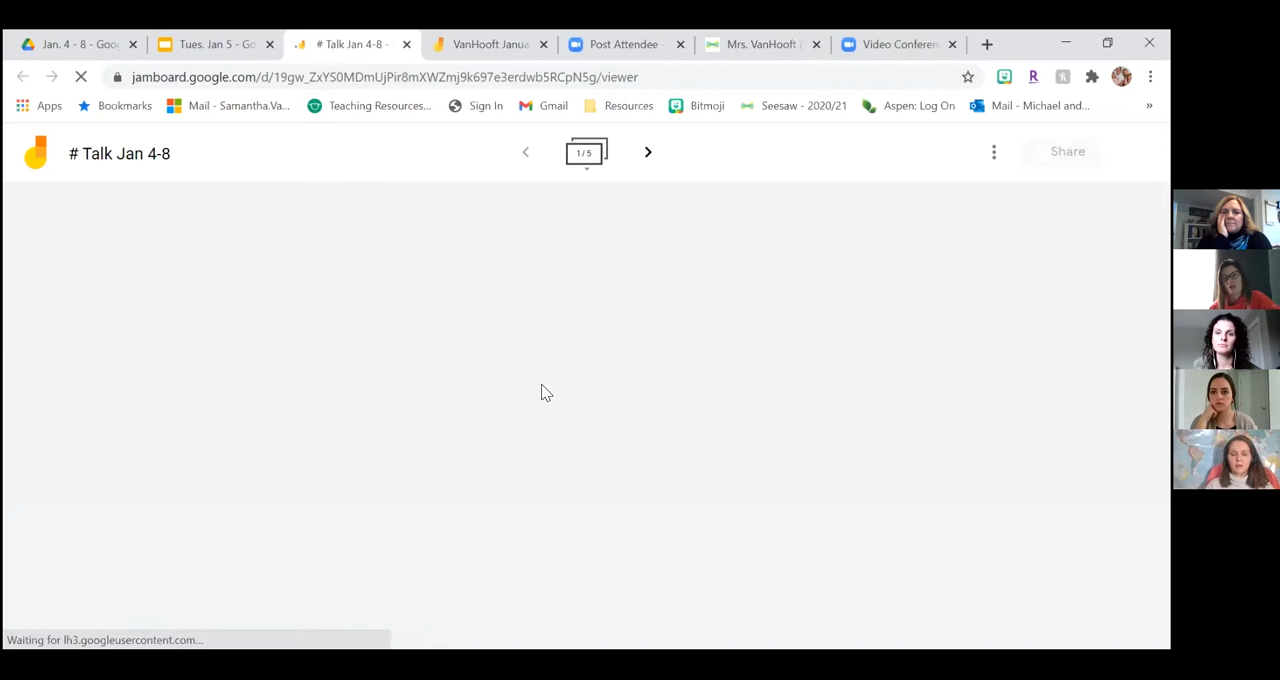 Jan. 4 - 8 - Goo
Tues. Jan 5 - Go
# Talk Jan 4-8 -
VanHooft Janua
Post Attendee -
Mrs. VanHooft (
Video Conferen
jamboard.google.com/d/19gw_ZxYS0MDmUjPir8mXWZmj9k697e3erdwb5RCpN5g/viewer
R
Apps
Bookmarks
Mail - Samantha.Va...
Teaching Resources...
Sign In
Gmail
Resources
Bitmoji
Seesaw - 2020/21
Aspen: Log On
Mail - Michael and...
»
# Talk Jan 4-8
1 / 5
Share
Waiting for lh3.googleusercontent.com...